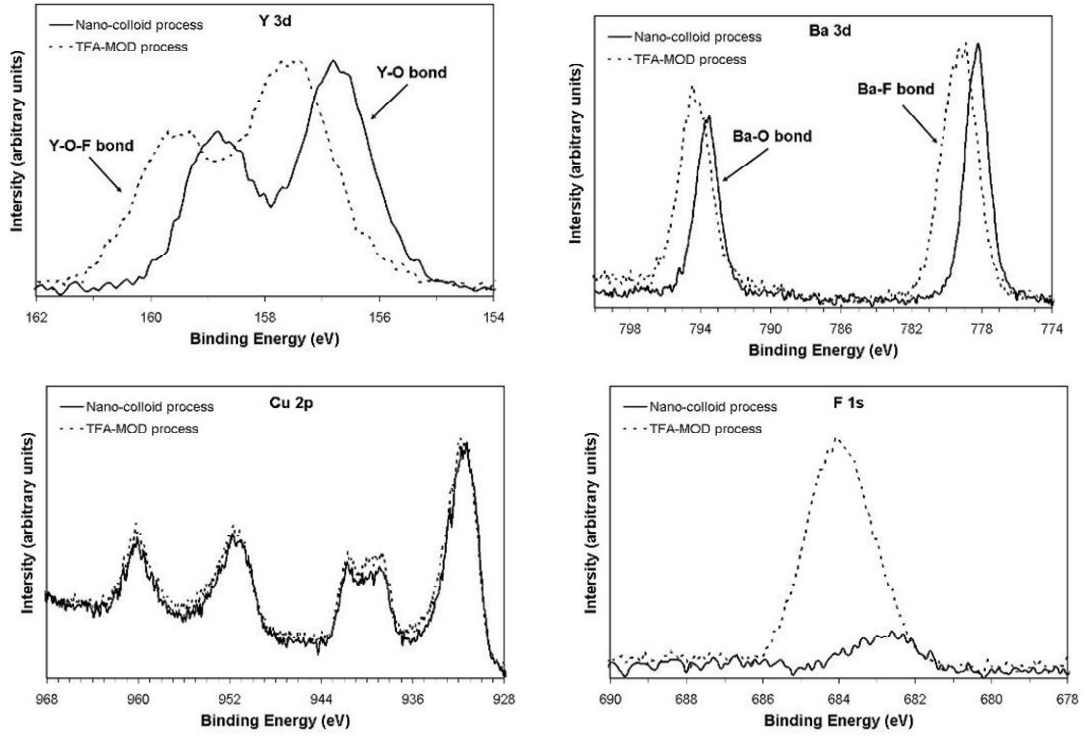 Nano-colloid process
TFA-MOD process
Y 3d
Y-O bond
Y-O-F bond
Intersity (arbitrary units)
162 160 158 156 154
Binding Energy (eV)
Nano-colloid process
TFA-MOD process
Ba 3d
Ba-F bond
Ba-O bond
Intersity (arbitrary units)
798 794 790 786 782 778 774
Binding Energy (eV)
Nano-colloid process
TFA-MOD process
Cu 2p
Intersity (arbitrary units)
968 960 952 944 936 928
Binding Energy (eV)
Nano-colloid process
TFA-MOD process
F 1s
Intersity (arbitrary units)
690 688 686 684 682 680 678
Binding Energy (eV)